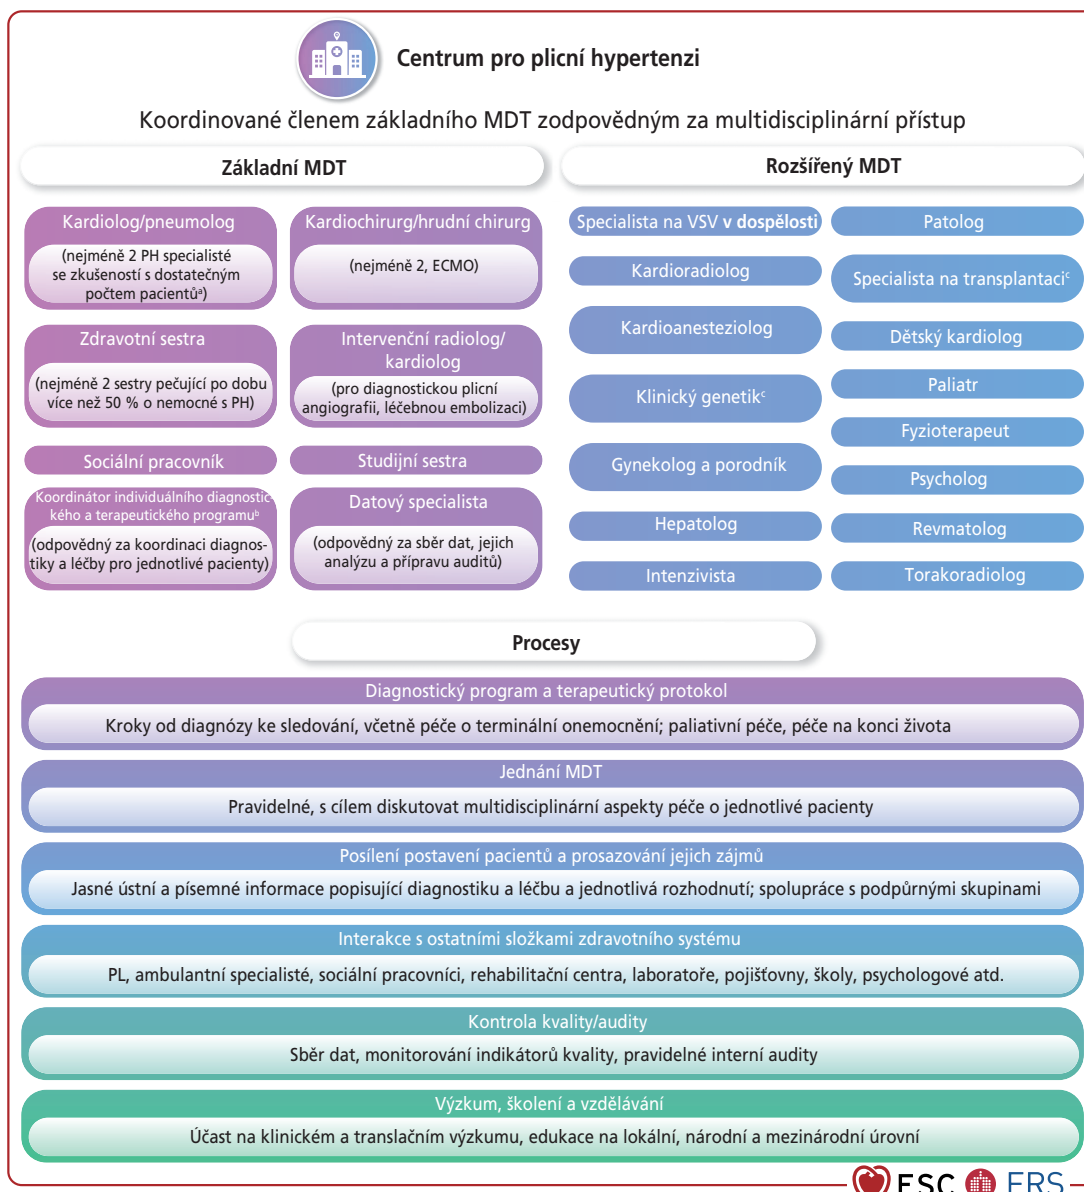 Centrum pro plicní hypertenzi
Koordinované členem základního MDT zodpovědným za multidisciplinární přístup
Základní MDT
Kardiolog/pneumolog
(nejméně 2 PH specialisté
se zkušeností s dostatečným
počtem pacientůᵃ)
Kardiochirurg/hrudní chirurg
(nejméně 2, ECMO)
Zdravotní sestra
(nejméně 2 sestry pečující po dobu
více než 50 % o nemocné s PH)
Intervenční radiolog/
kardiolog
(pro diagnostickou plicní
angiografii, léčebnou embolizaci)
Sociální pracovník
Studijní sestra
Koordinátor individuálního diagnostic-
kého a terapeutického programuᵇ
(odpovědný za koordinaci diagnos-
tiky a léčby pro jednotlivé pacienty)
Datový specialista
(odpovědný za sběr dat, jejich
analýzu a přípravu auditů)
Rozšířený MDT
Specialista na VSV v dospělosti
Kardioradiolog
Kardioanesteziolog
Klinický genetikᶜ
Gynekolog a porodník
Hepatolog
Intenzivista
Patolog
Specialista na transplantaciᶜ
Dětský kardiolog
Paliatr
Fyzioterapeut
Psycholog
Revmatolog
Torakoradiolog
Procesy
Diagnostický program a terapeutický protokol
Kroky od diagnózy ke sledování, včetně péče o terminální onemocnění; paliativní péče, péče na konci života
Jednání MDT
Pravidelné, s cílem diskutovat multidisciplinární aspekty péče o jednotlivé pacienty
Posílení postavení pacientů a prosazování jejich zájmů
Jasné ústní a písemné informace popisující diagnostiku a léčbu a jednotlivá rozhodnutí; spolupráce s podpůrnými skupinami
Interakce s ostatními složkami zdravotního systému
PL, ambulantní specialisté, sociální pracovníci, rehabilitační centra, laboratoře, pojišťovny, školy, psychologové atd.
Kontrola kvality/audity
Sběr dat, monitorování indikátorů kvality, pravidelné interní audity
Výzkum, školení a vzdělávání
Účast na klinickém a translačním výzkumu, edukace na lokální, národní a mezinárodní úrovní
ESC ERS